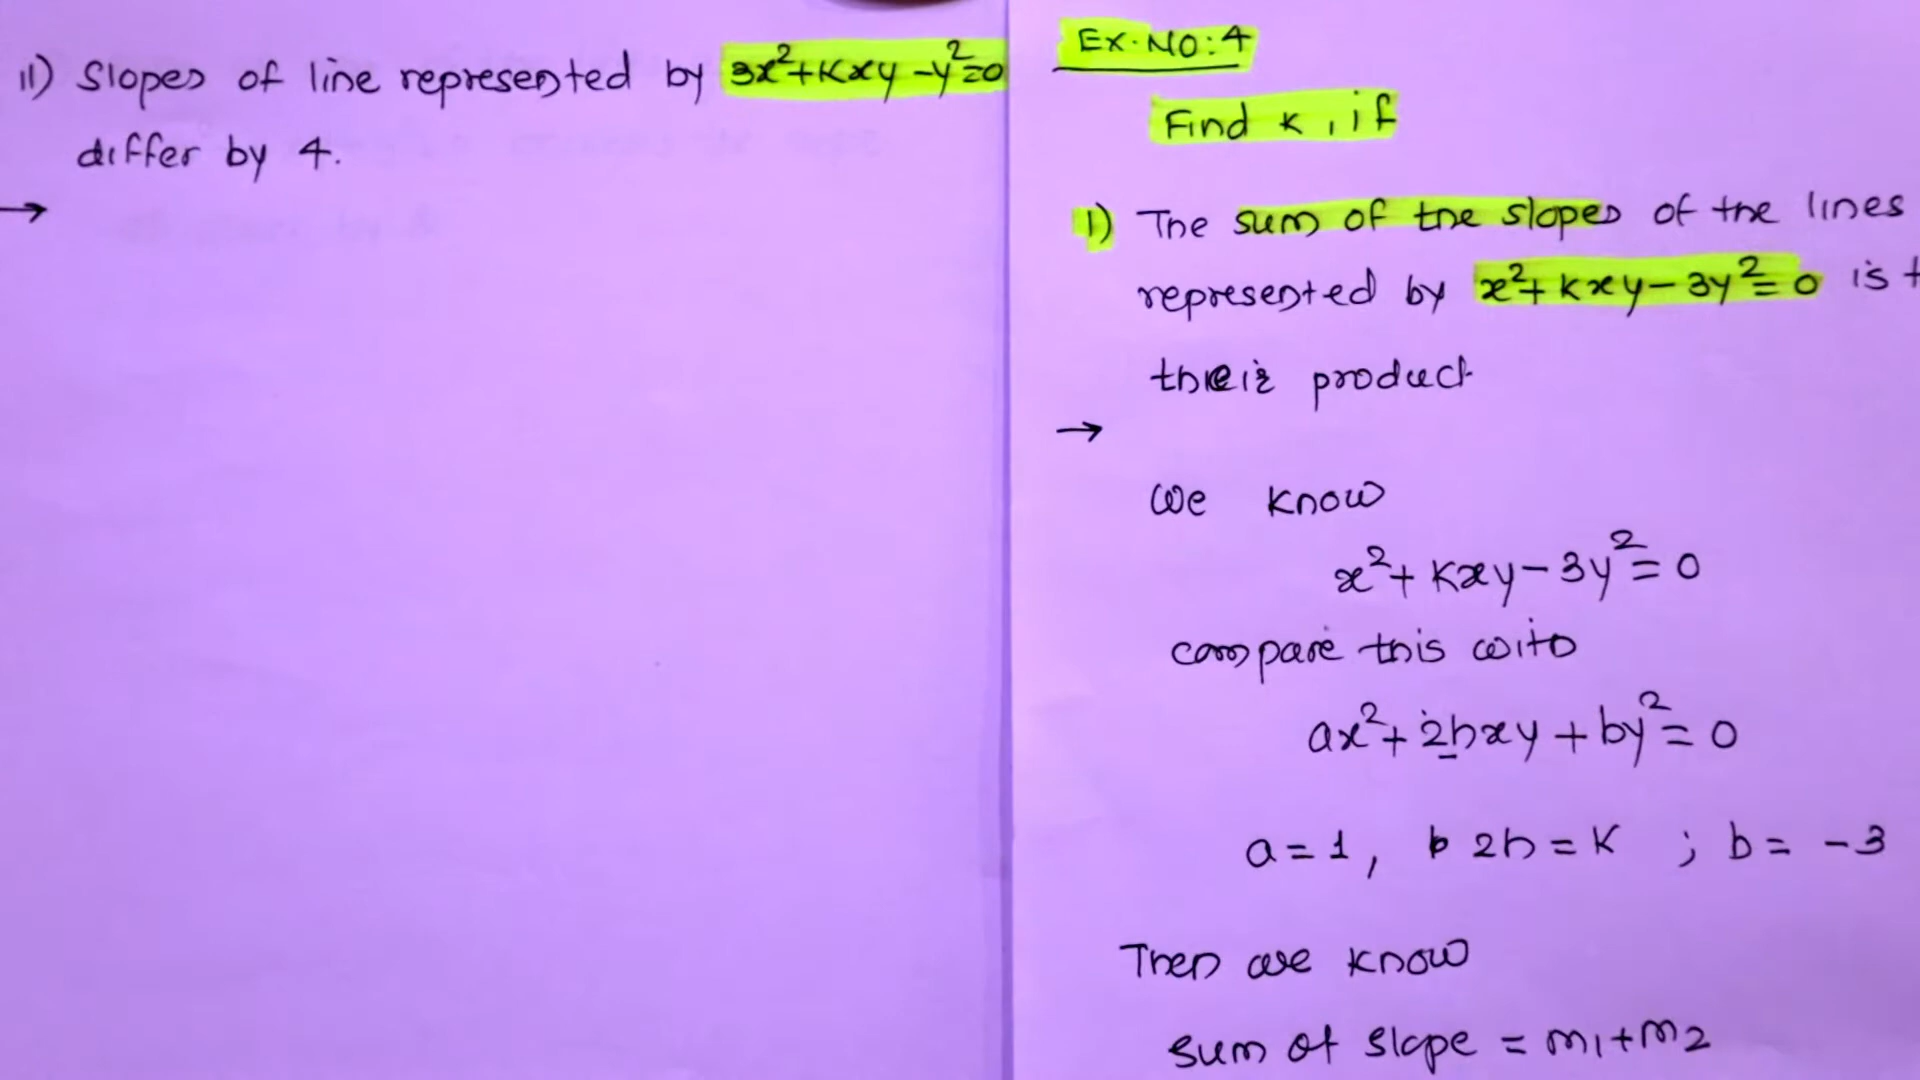 II) Slopes of line represented by 3x²+Kxy -y²=0
differ by 4.
→
Ex. NO: 4
Find K, if
I) The sum of the slopes of the lines
represented by x²+ kxy - 3y² = 0 is
their product
→
We know
x²+ Kxy - 3y² = 0
compare this with
ax²+ 2hxy + by² = 0
a = 1, 2h = K ; b = -3
Then we know
sum of slope = m₁+m₂